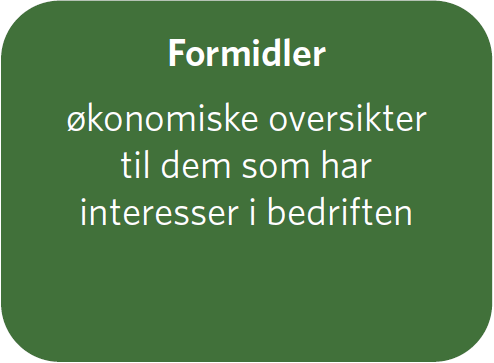 Formidler
økonomiske oversikter
til dem som har
interesser i bedriften